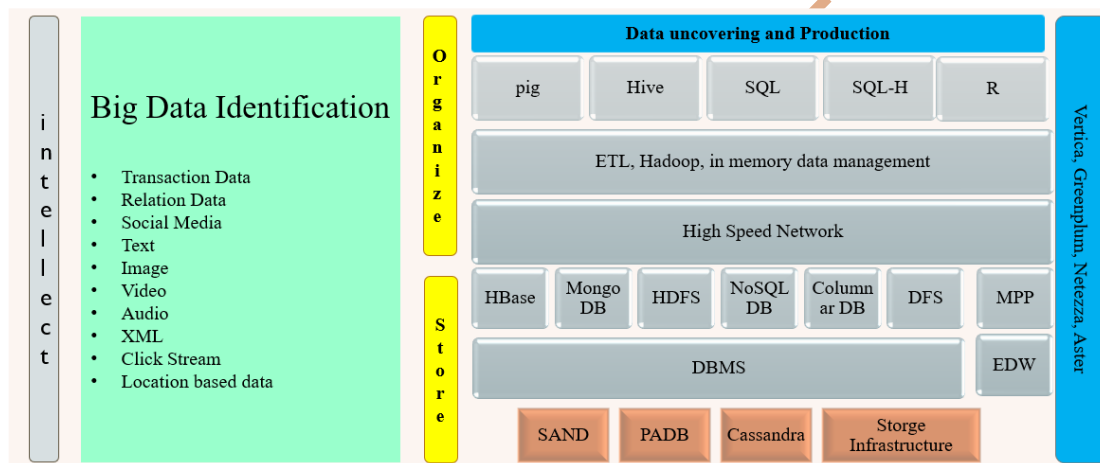 intellect
Big Data Identification
• Transaction Data
• Relation Data
• Social Media
• Text
• Image
• Video
• Audio
• XML
• Click Stream
• Location based data
Organize
Store
Data uncovering and Production
pig
Hive
SQL
SQL-H
R
ETL, Hadoop, in memory data management
High Speed Network
HBase
Mongo
DB
HDFS
NoSQL
DB
Column
ar DB
DFS
MPP
DBMS
EDW
SAND
PADB
Cassandra
Storge
Infrastructure
Vertica, Greenplum, Netezza, Aster